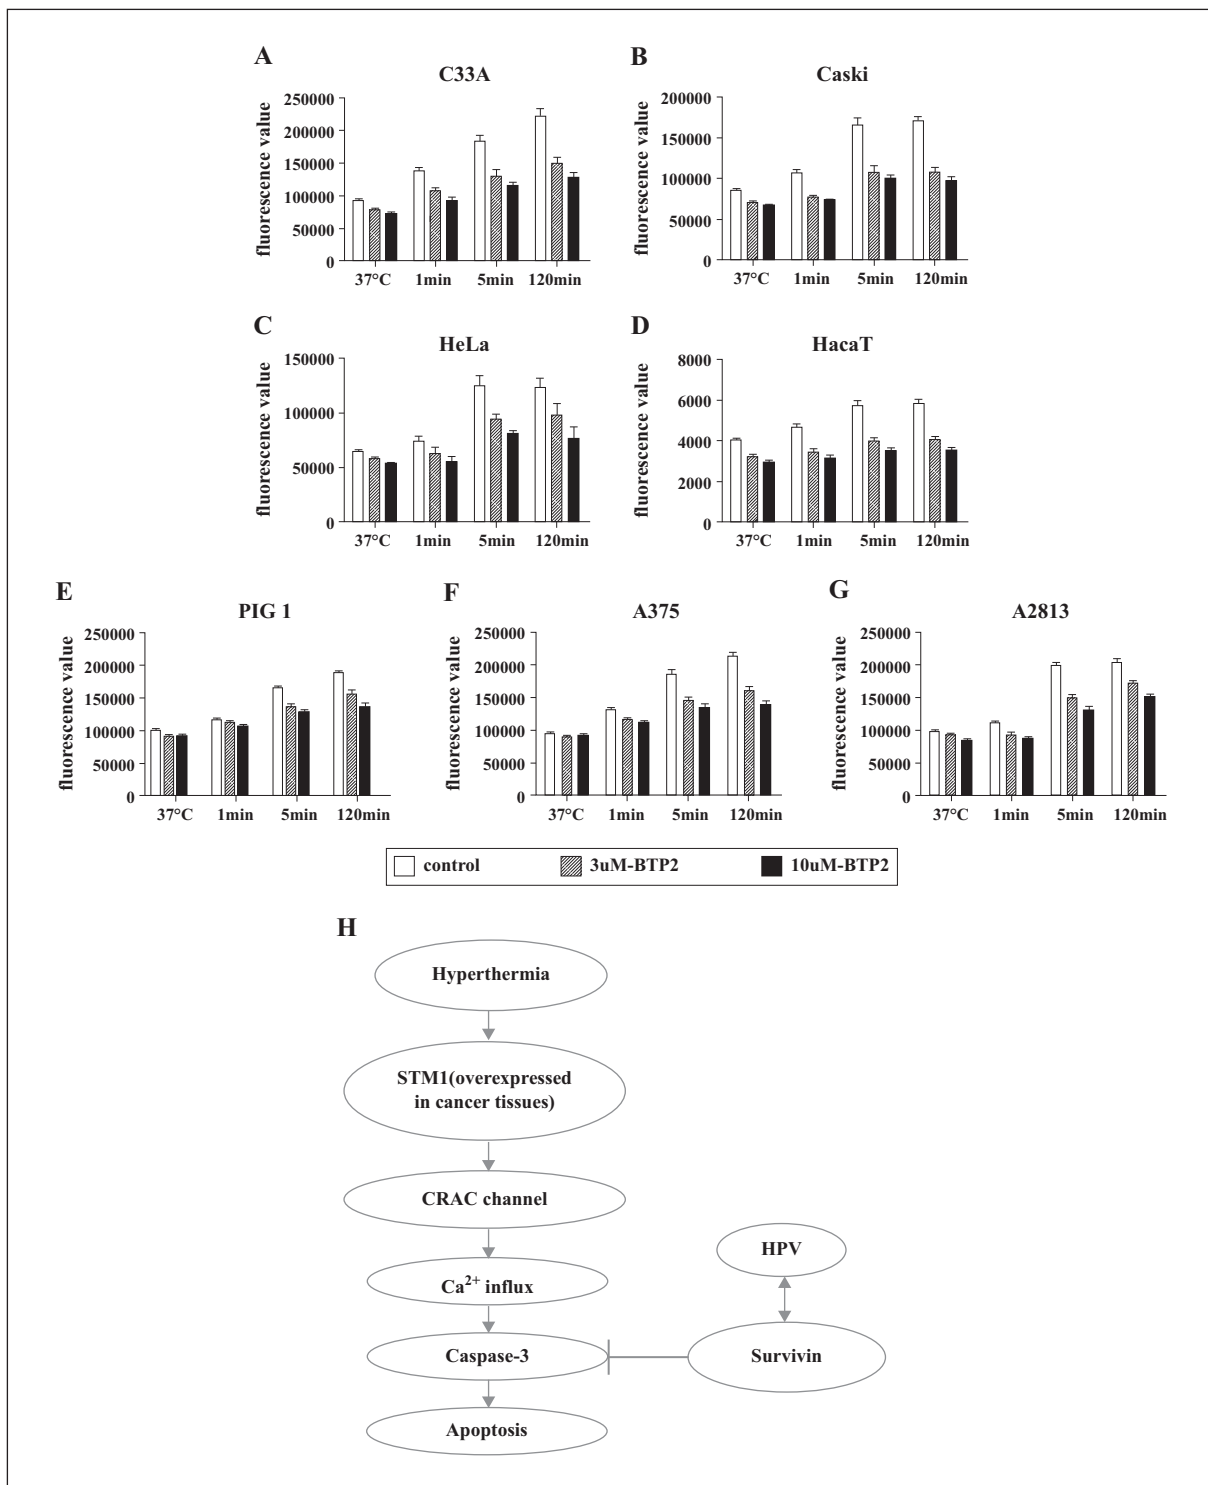 A
C33A
fluorescence value
250000
200000
150000
100000
50000
0
37°C 1min 5min 120min
B
Caski
fluorescence value
200000
150000
100000
50000
0
37°C 1min 5min 120min
C
HeLa
fluorescence value
150000
100000
50000
0
37°C 1min 5min 120min
D
HacaT
fluorescence value
8000
6000
4000
2000
0
37°C 1min 5min 120min
E
PIG 1
fluorescence value
250000
200000
150000
100000
50000
0
37°C 1min 5min 120min
F
A375
fluorescence value
250000
200000
150000
100000
50000
0
37°C 1min 5min 120min
G
A2813
fluorescence value
250000
200000
150000
100000
50000
0
37°C 1min 5min 120min
control 3uM-BTP2 10uM-BTP2
H
Hyperthermia
STM1(overexpressed
in cancer tissues)
CRAC channel
Ca²⁺ influx
Caspase-3
Apoptosis
HPV
Survivin